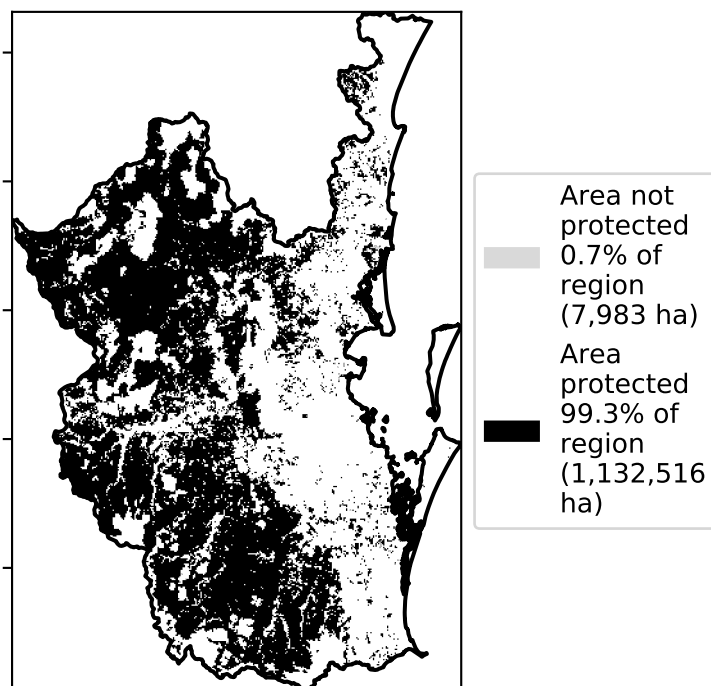 Area not
protected
0.7% of
region
(7,983 ha)
Area
protected
99.3% of
region
(1,132,516
ha)